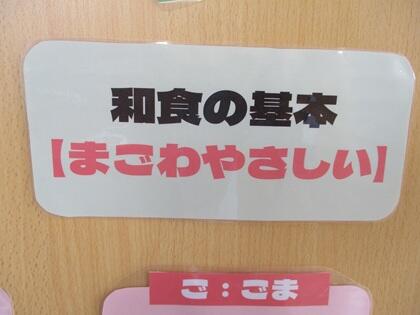 和食の基本
【まごわやさしい】
ご：ごま